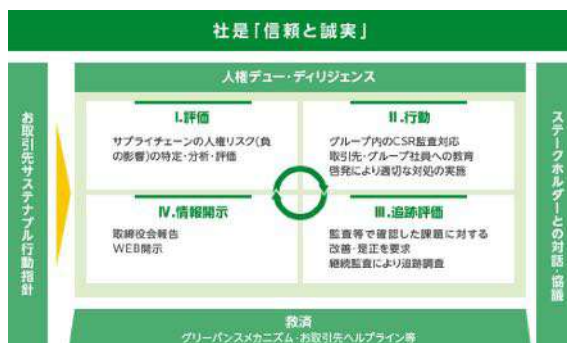 社是「信頼と誠実」
お取引先サステナブル行動指針
人権デュー・ディリジェンス
I.評価
サプライチェーンの人権リスク(負
の影響)の特定・分析・評価
II.行動
グループ内のCSR監査対応
取引先・グループ社員への教育
啓発により適切な対処の実施
IV.情報開示
取締役会報告
WEB開示
III.追跡評価
監査等で確認した課題に対する
改善・是正を要求
継続監査により追跡調査
ステークホルダーとの対話・協議
救済
グリーバンスメカニズム・お取引先ヘルプライン等